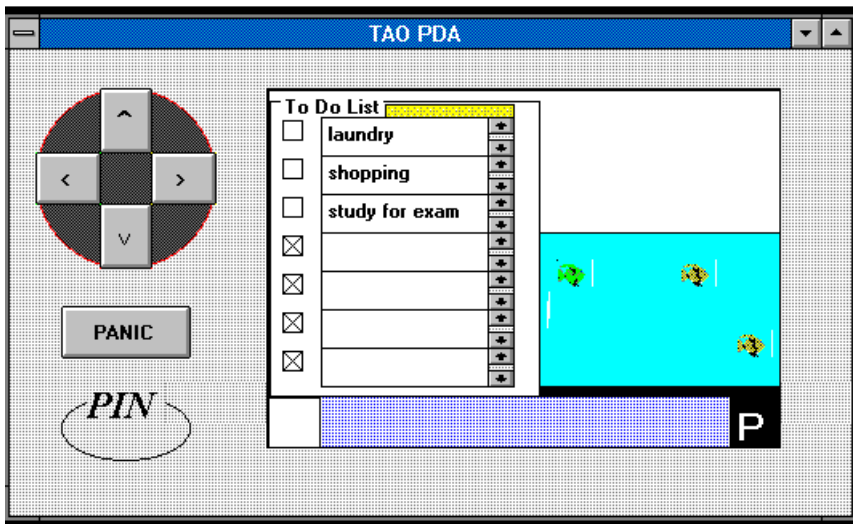 TAO PDA
To Do List
laundry
shopping
study for exam
PANIC
PIN
P